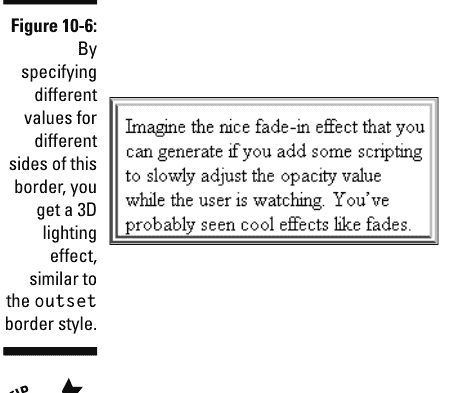 Figure 10-6:
By
specifying
different
values for
different
sides of this
border, you
get a 3D
lighting
effect,
similar to
the outset
border style.
Imagine the nice fade-in effect that you
can generate if you add some scripting
to slowly adjust the opacity value
while the user is watching. You've
probably seen cool effects like fades.
TIP